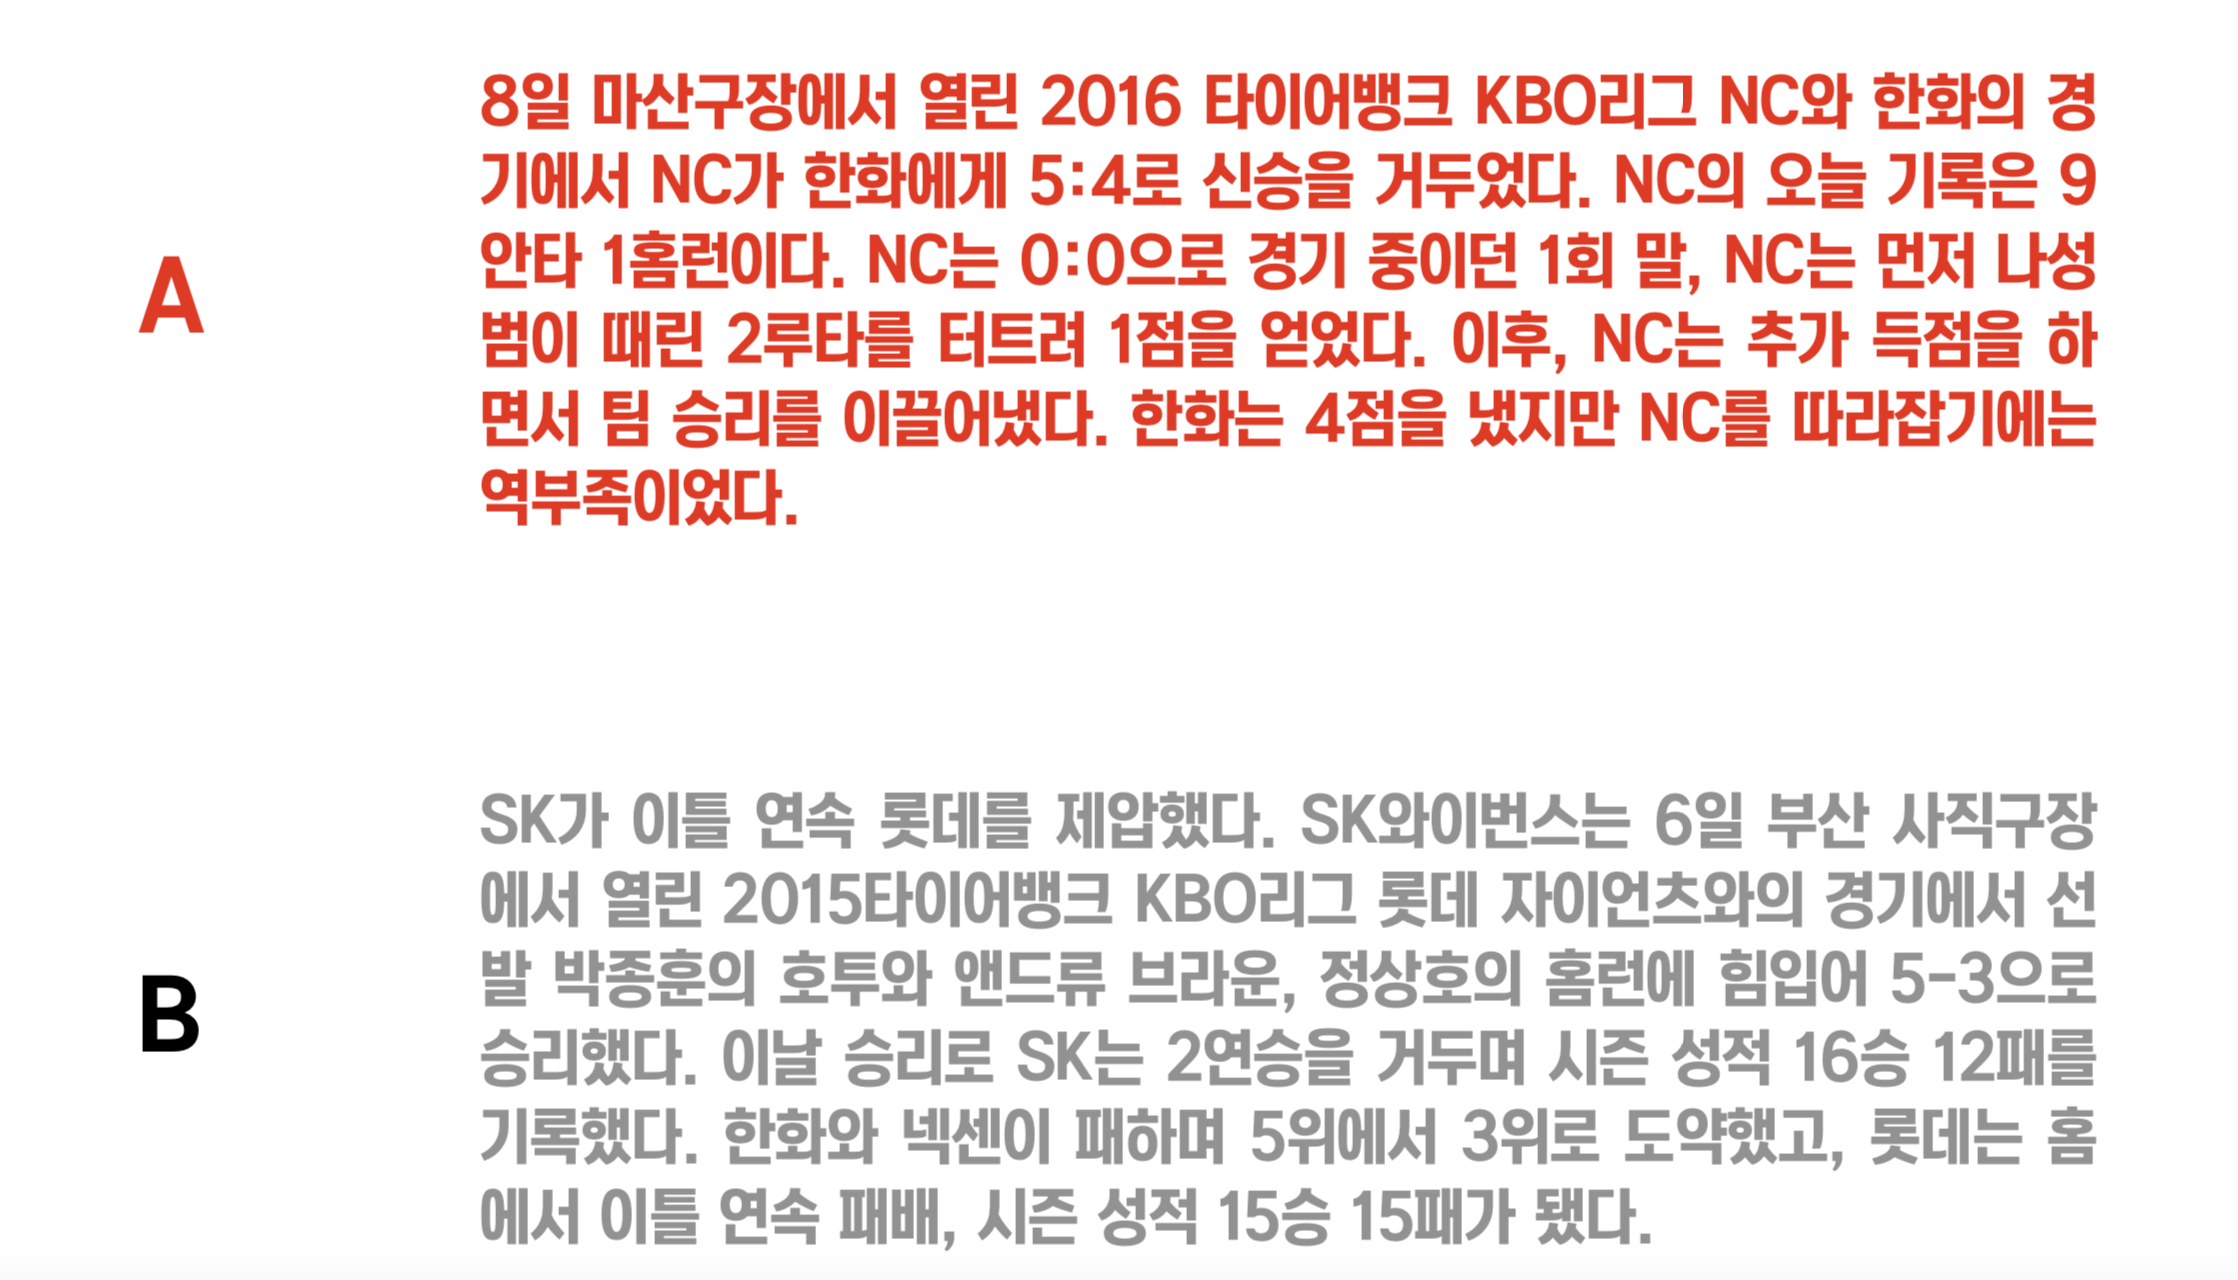 8일 마산구장에서 열린 2016 타이어뱅크 KBO리그 NC와 한화의 경
기에서 NC가 한화에게 5:4로 신승을 거두었다. NC의 오늘 기록은 9
안타 1홈런이다. NC는 0:0으로 경기 중이던 1회 말, NC는 먼저 나성
범이 때린 2루타를 터트려 1점을 얻었다. 이후, NC는 추가 득점을 하
면서 팀 승리를 이끌어냈다. 한화는 4점을 냈지만 NC를 따라잡기에는
역부족이었다.
A
SK가 이틀 연속 롯데를 제압했다. SK와이번스는 6일 부산 사직구장
에서 열린 2015타이어뱅크 KBO리그 롯데 자이언츠와의 경기에서 선
발 박종훈의 호투와 앤드류 브라운, 정상호의 홈런에 힘입어 5-3으로
승리했다. 이날 승리로 SK는 2연승을 거두며 시즌 성적 16승 12패를
기록했다. 한화와 넥센이 패하며 5위에서 3위로 도약했고, 롯데는 홈
에서 이틀 연속 패배, 시즌 성적 15승 15패가 됐다.
B